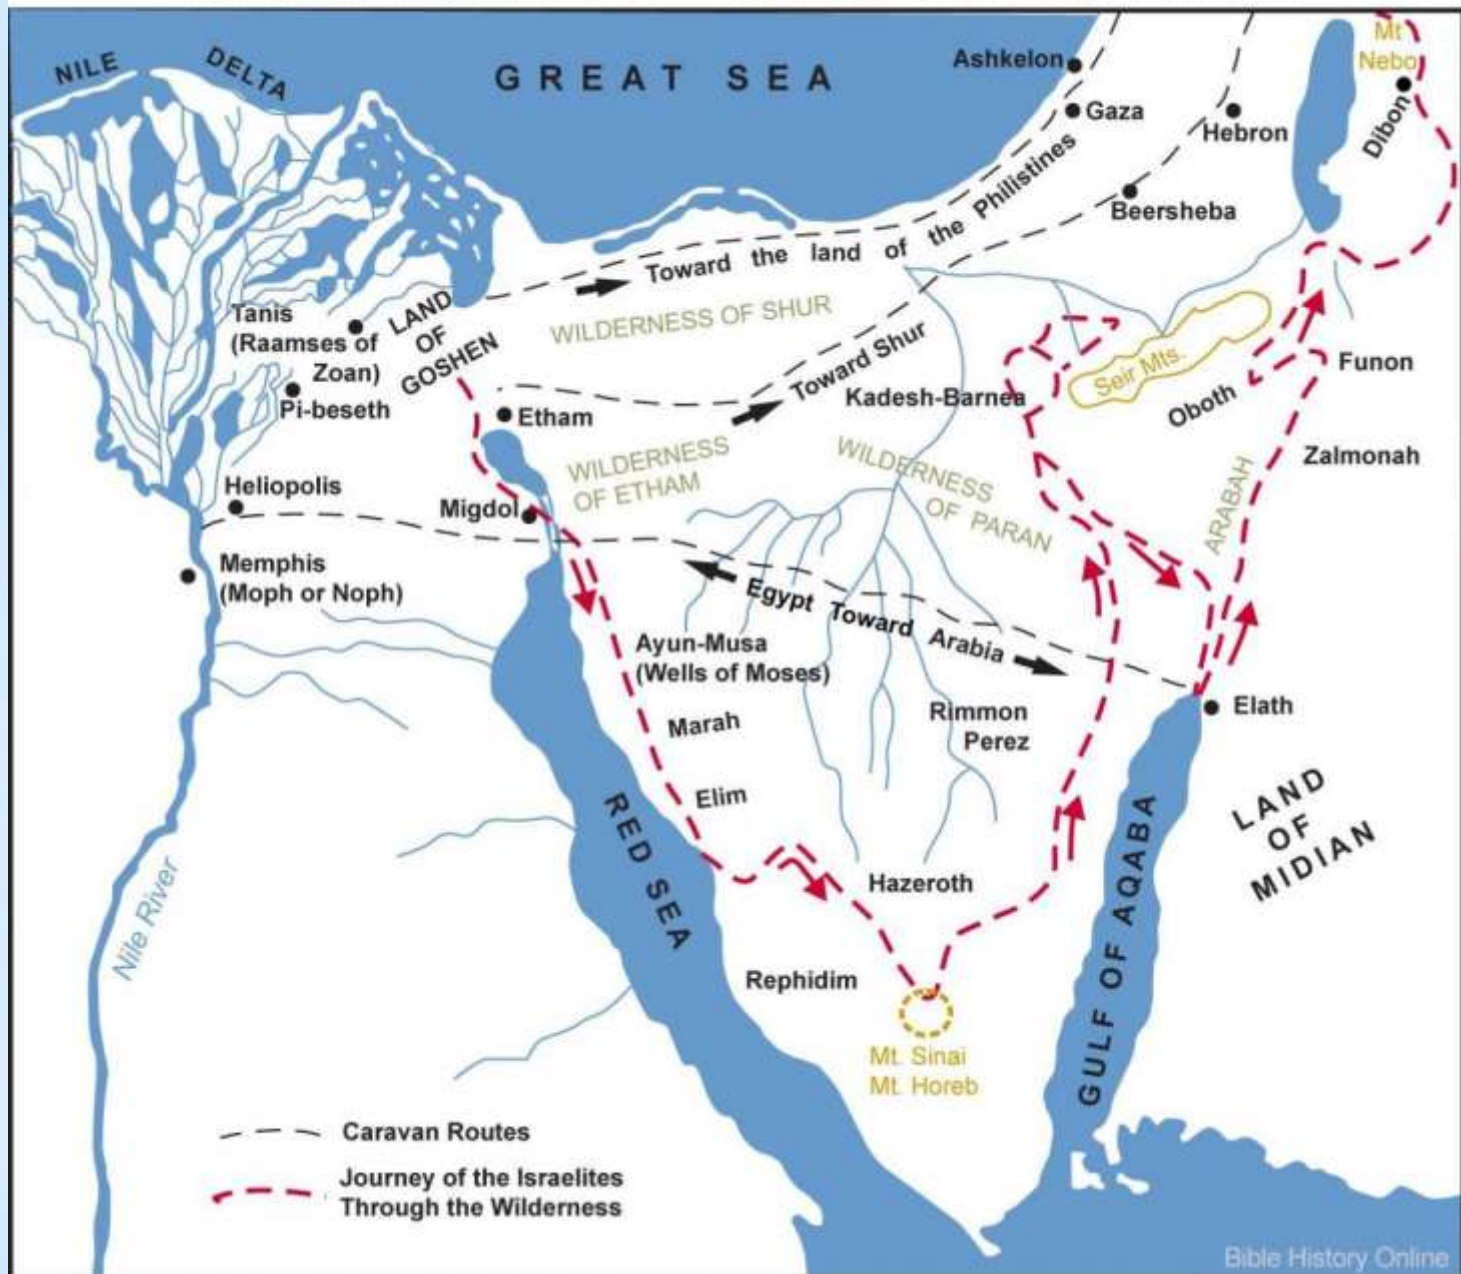 NILE DELTA
GREAT SEA
Ashkelon
Gaza
Hebron
Beersheba
Mt
Nebo
Dibon
Toward the land of the Philistines
WILDERNESS OF SHUR
Toward Shur
Tanis
(Raamses of
Zoan)
LAND
OF
GOSHEN
Pi-beseth
Etham
Kadesh-Barnea
Seir Mts.
Oboth
Funon
Zalmonah
ARABAH
Heliopolis
Migdol
WILDERNESS
OF ETHAM
WILDERNESS
OF PARAN
Memphis
(Moph or Noph)
Egypt Toward Arabia
Ayun-Musa
(Wells of Moses)
Marah
Elim
Rimmon
Perez
Elath
LAND
OF
MIDIAN
RED SEA
GULF OF AQABA
Hazeroth
Rephidim
Mt. Sinai
Mt. Horeb
Nile River
Caravan Routes
Journey of the Israelites
Through the Wilderness
Bible History Online